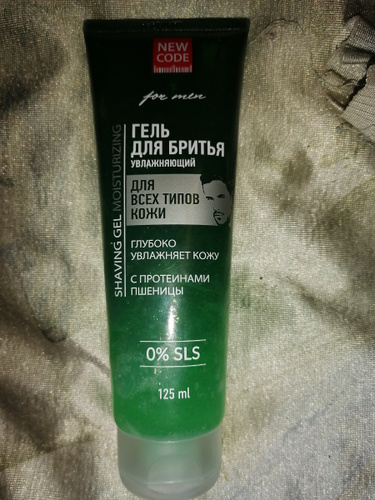 NEW
CODE
for men
ГЕЛЬ
ДЛЯ БРИТЬЯ
УВЛАЖНЯЮЩИЙ
ДЛЯ
ВСЕХ ТИПОВ
КОЖИ
ГЛУБОКО
УВЛАЖНЯЕТ КОЖУ
С ПРОТЕИНАМИ
ПШЕНИЦЫ
SHAVING GEL MOISTURIZING
0% SLS
125 ml